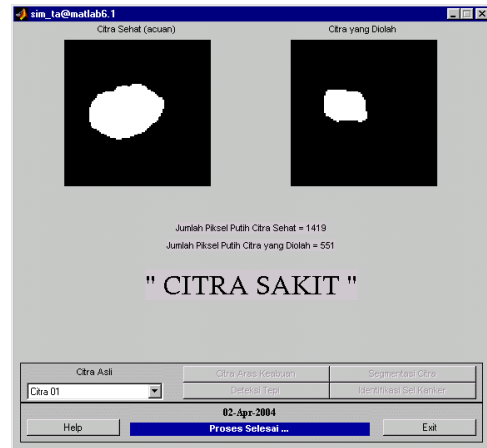 sim_ta@matlab6.1
Citra Sehat (acuan)
Citra yang Diolah
Jumlah Piksel Putih Citra Sehat = 1419
Jumlah Piksel Putih Citra yang Diolah = 551
" CITRA SAKIT "
Citra Asli
Citra 01
Citra Aras Keabuan
Segmentasi Citra
Deteksi Tepi
Identifikasi Sel Kanker
02-Apr-2004
Help
Proses Selesai ...
Exit